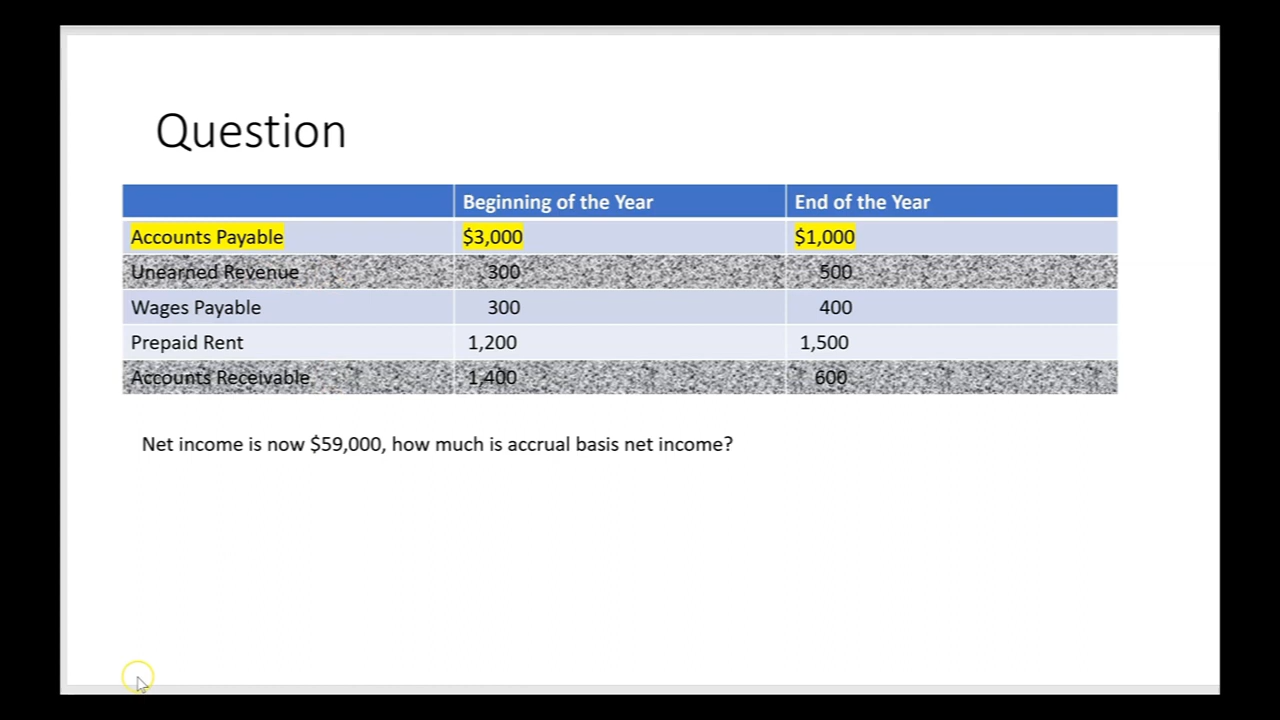 Question
Beginning of the Year End of the Year
Accounts Payable $3,000 $1,000
Unearned Revenue 300 500
Wages Payable 300 400
Prepaid Rent 1,200 1,500
Accounts Receivable 1,400 600
Net income is now $59,000, how much is accrual basis net income?